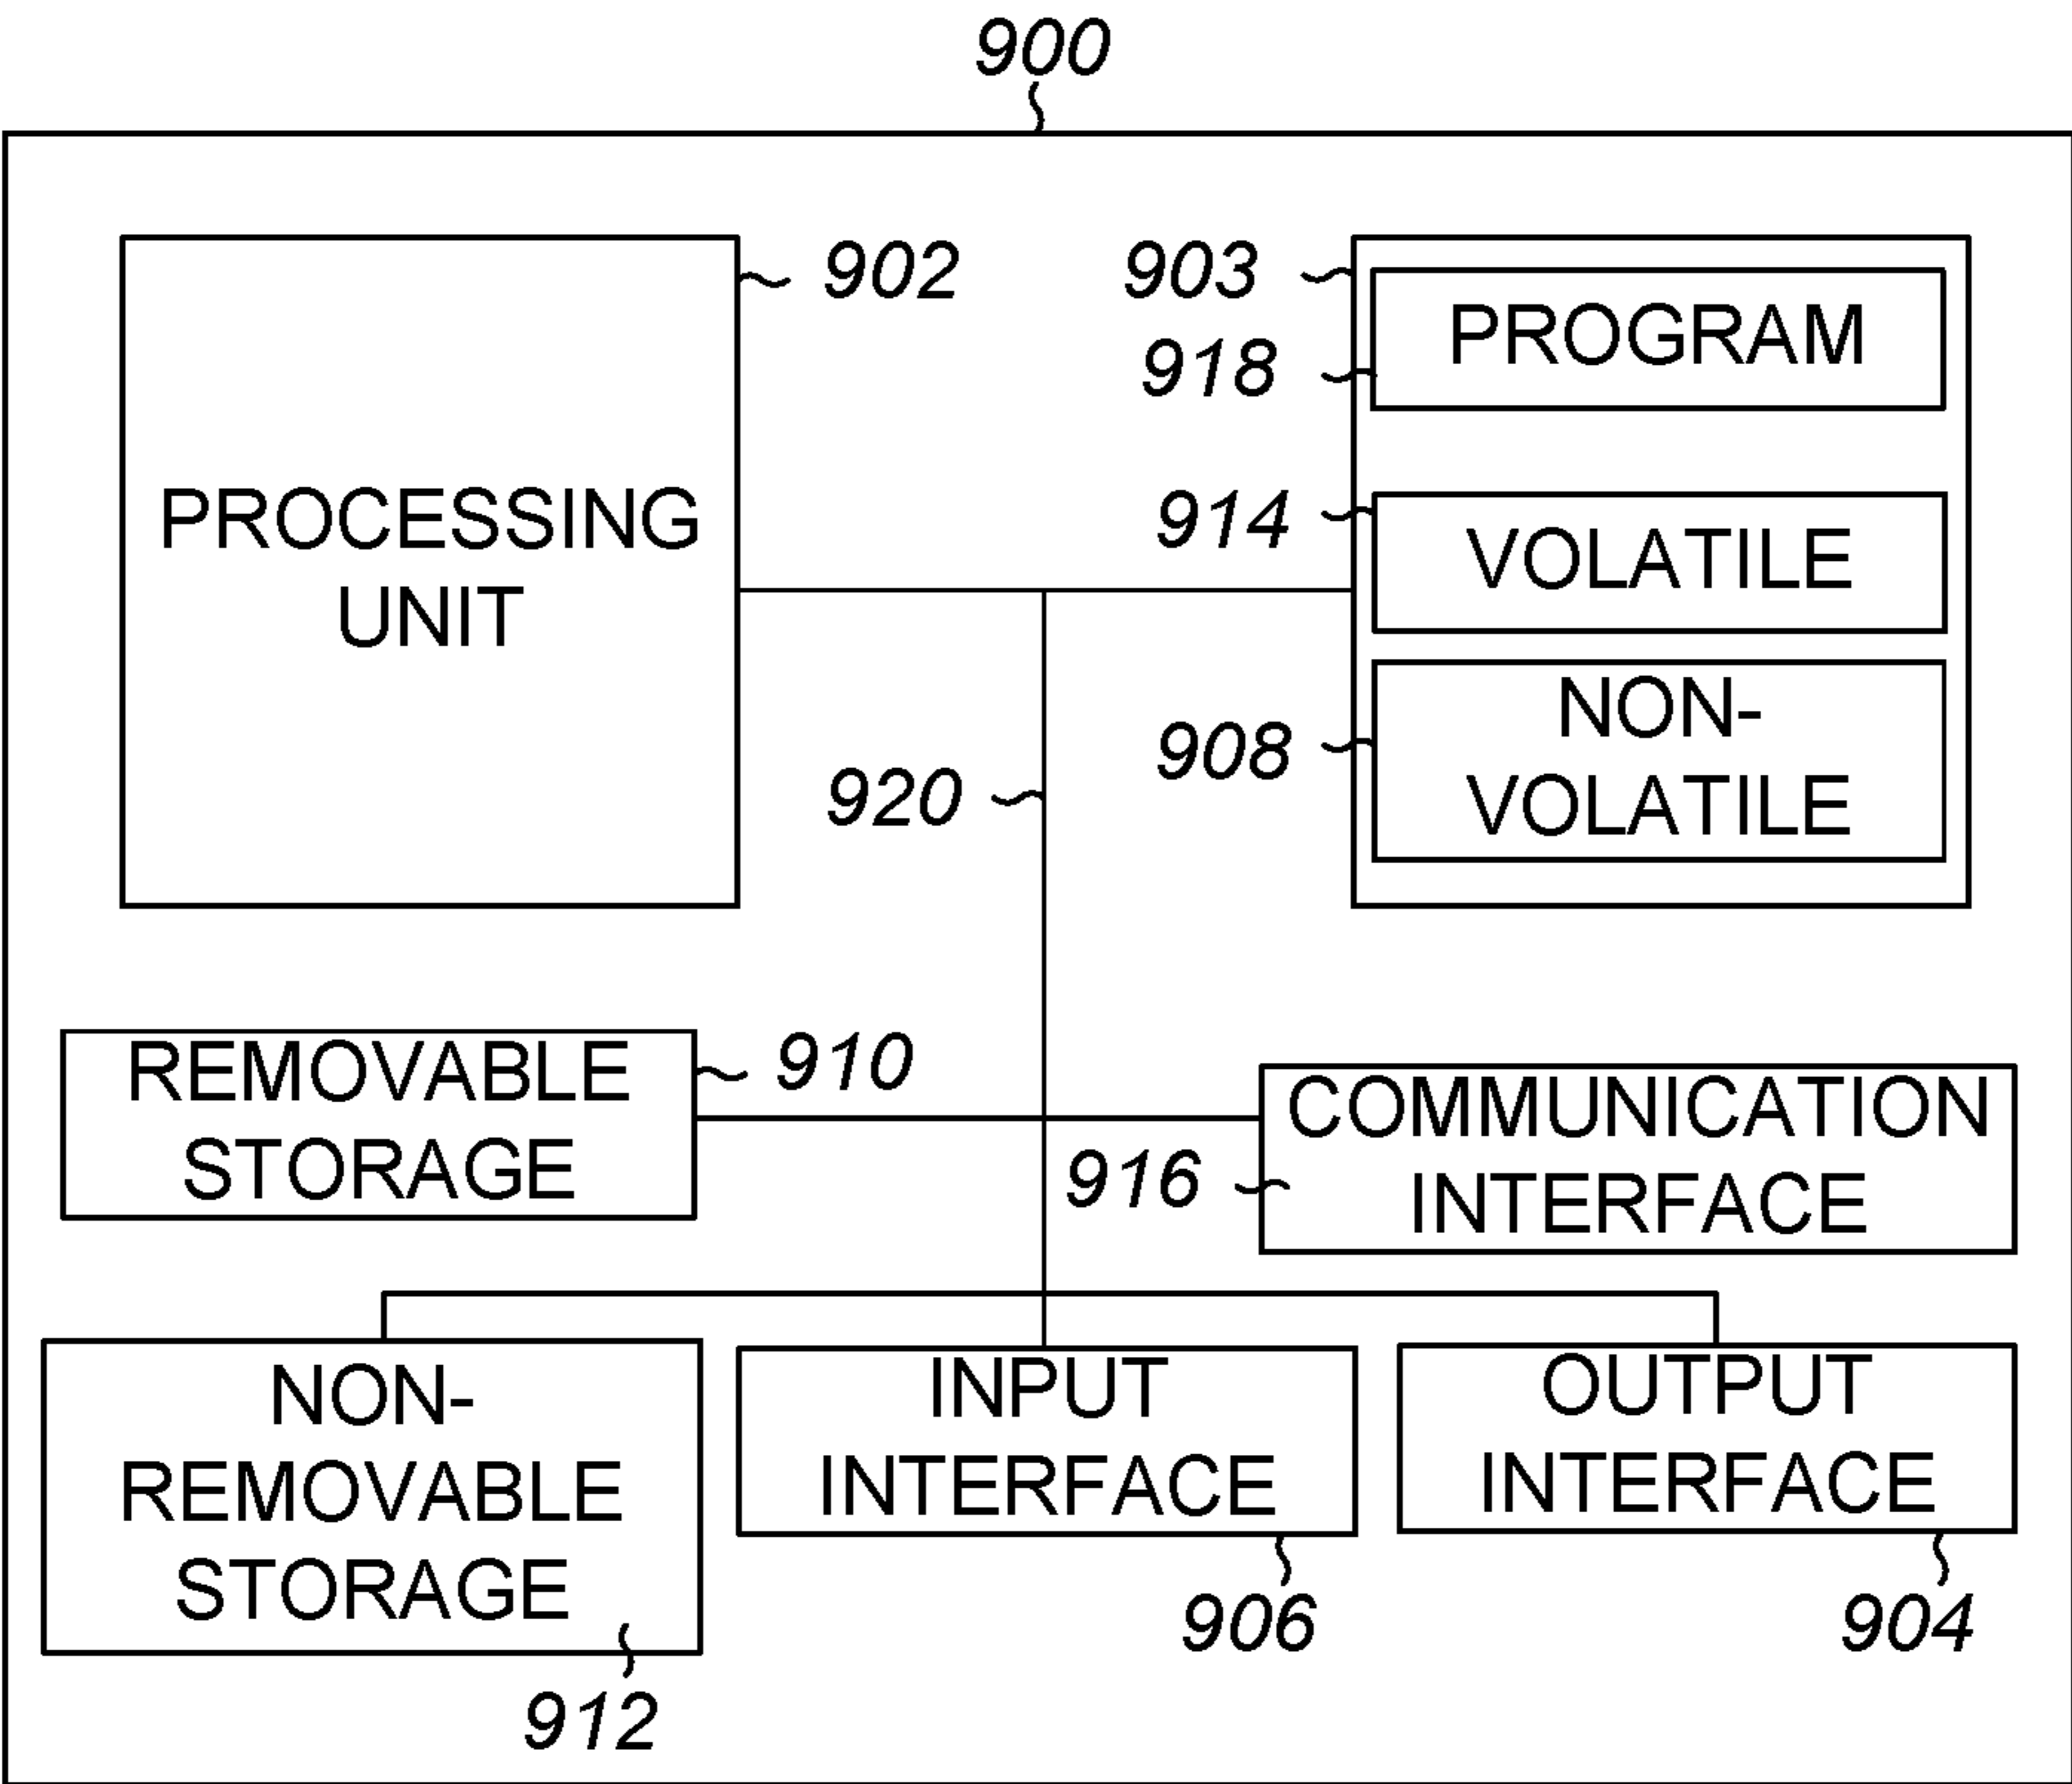 900
902
903
PROGRAM
918
PROCESSING
UNIT
914
VOLATILE
908
NON-
VOLATILE
920
REMOVABLE
STORAGE
910
COMMUNICATION
INTERFACE
916
NON-
REMOVABLE
STORAGE
912
INPUT
INTERFACE
906
OUTPUT
INTERFACE
904